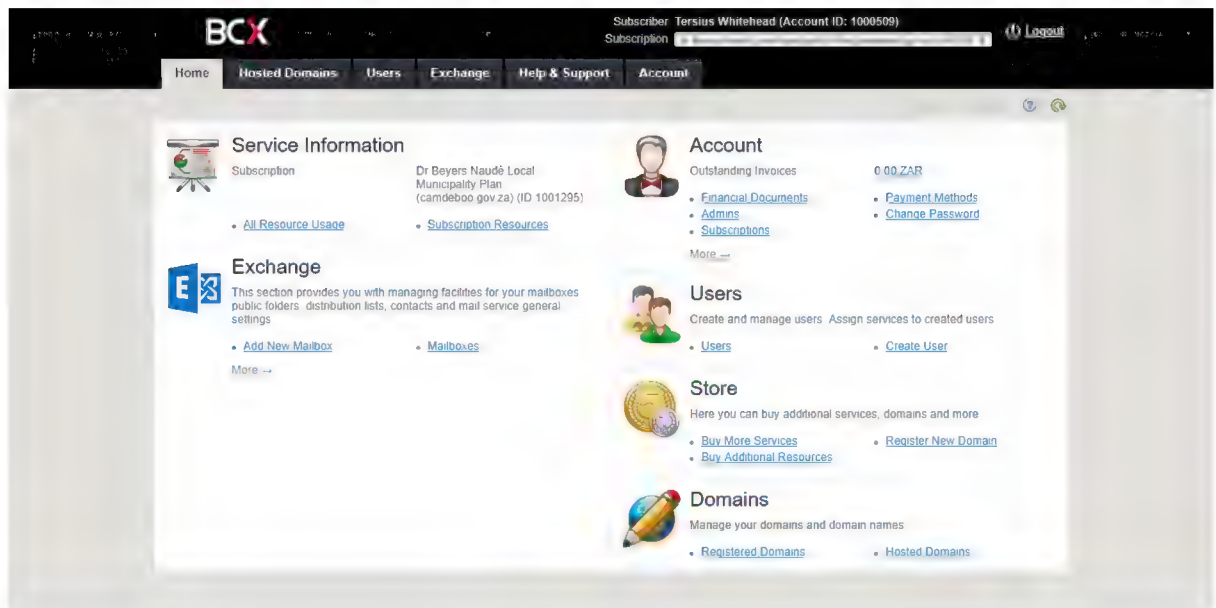 BCX
Subscriber Tersius Whitehead (Account ID: 1000509)
Subscription
Logout
Home Hosted Domains Users Exchange Help & Support Account
Service Information
Subscription Dr Beyers Naudé Local
Municipality Plan
(camdeboo gov za) (ID 1001295)
All Resource Usage Subscription Resources
Exchange
This section provides you with managing facilities for your mailboxes
public folders distribution lists, contacts and mail service general
settings
Add New Mailbox Mailboxes
More →
Account
Outstanding Invoices 0 00 ZAR
Financial Documents Payment Methods
Admins Change Password
Subscriptions
More →
Users
Create and manage users Assign services to created users
Users Create User
Store
Here you can buy additional services, domains and more
Buy More Services Register New Domain
Buy Additional Resources
Domains
Manage your domains and domain names
Registered Domains Hosted Domains